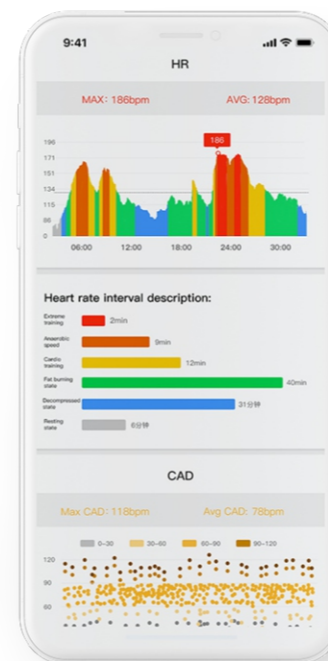 9:41
HR
MAX: 186bpm AVG: 128bpm
186
196
171
151
134
115
96
0
06:00 12:00 18:00 24:00 30:00
Heart rate interval description:
Extreme
training
2min
Anaerobic
speed
9min
Cardio
training
12min
Fat burning
state
40min
Decompressed
state
31分钟
Resting
state
6分钟
CAD
Max CAD: 118bpm Avg CAD: 78bpm
0-30 30-60 60-90 90-120
120
90
60